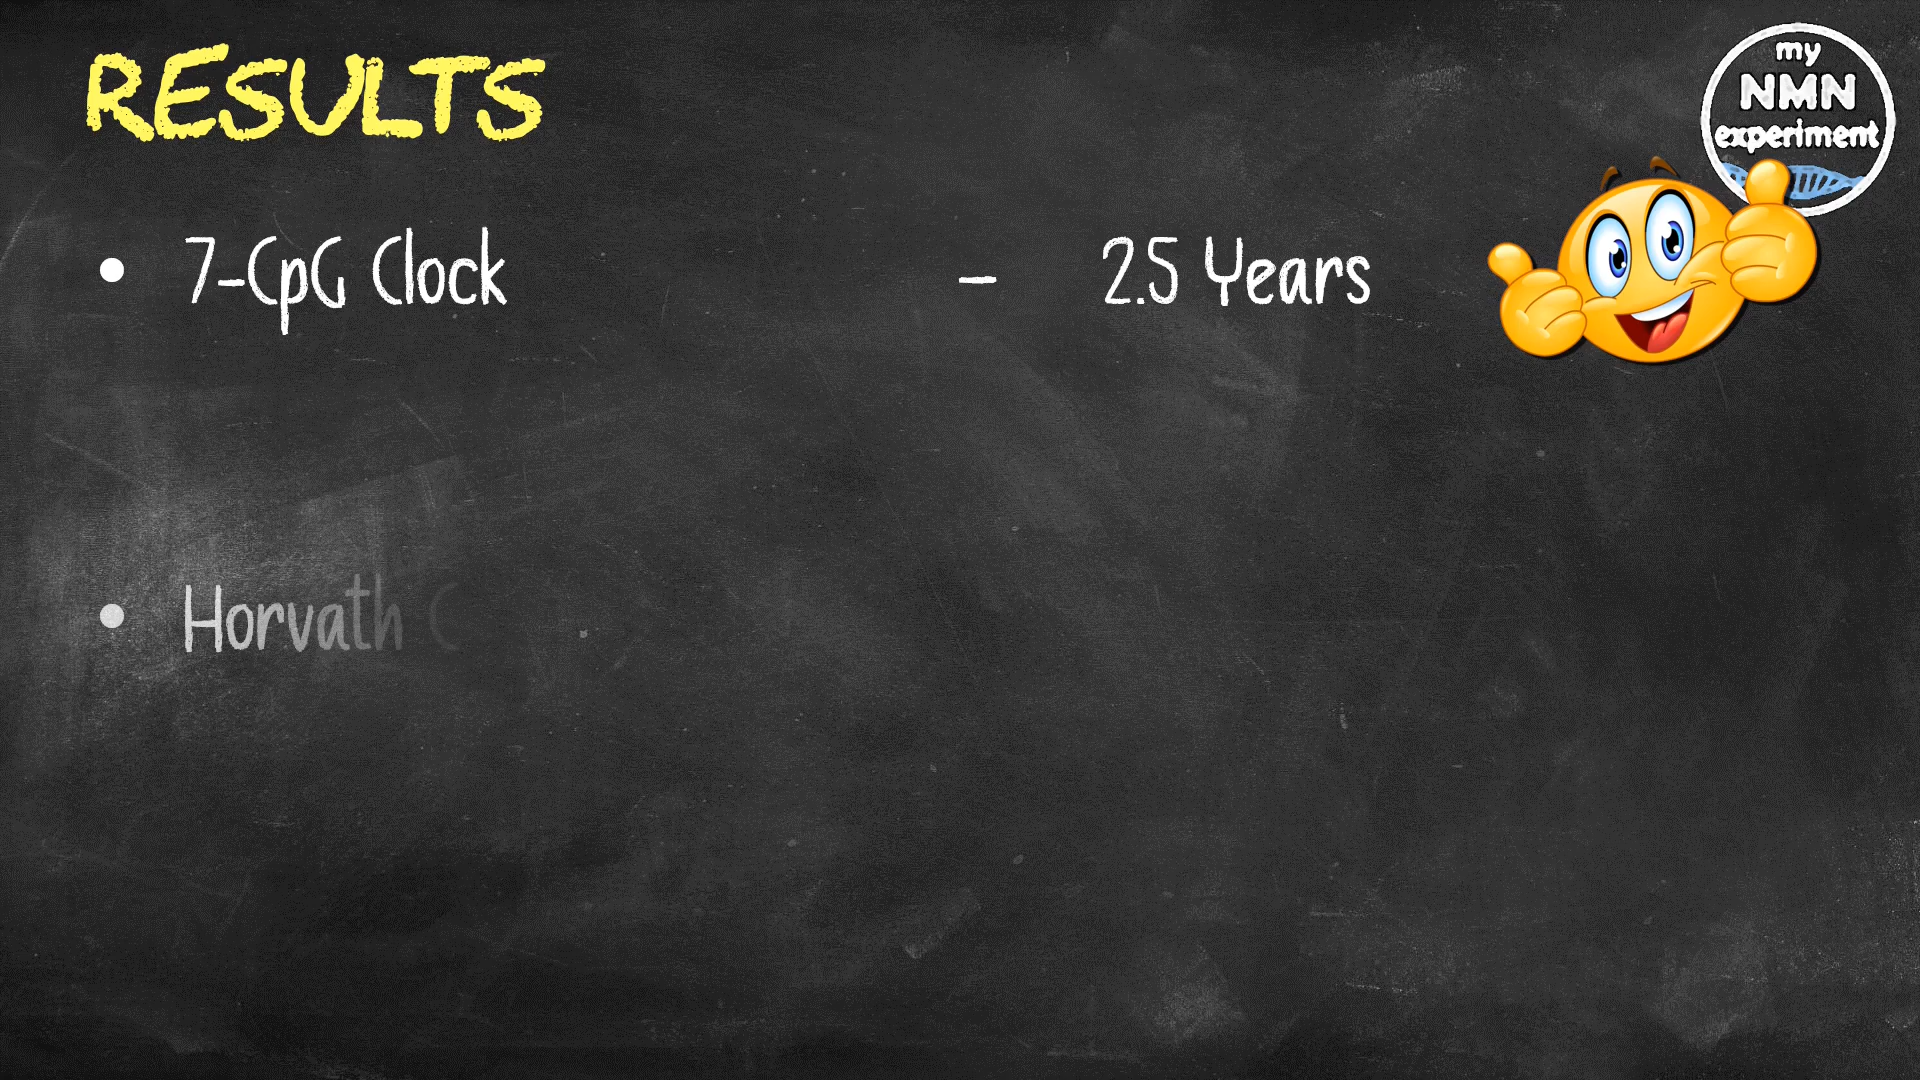 RESULTS
my
NMN
experiment
• 7-CpG Clock – 2.5 Years
• Horvath C